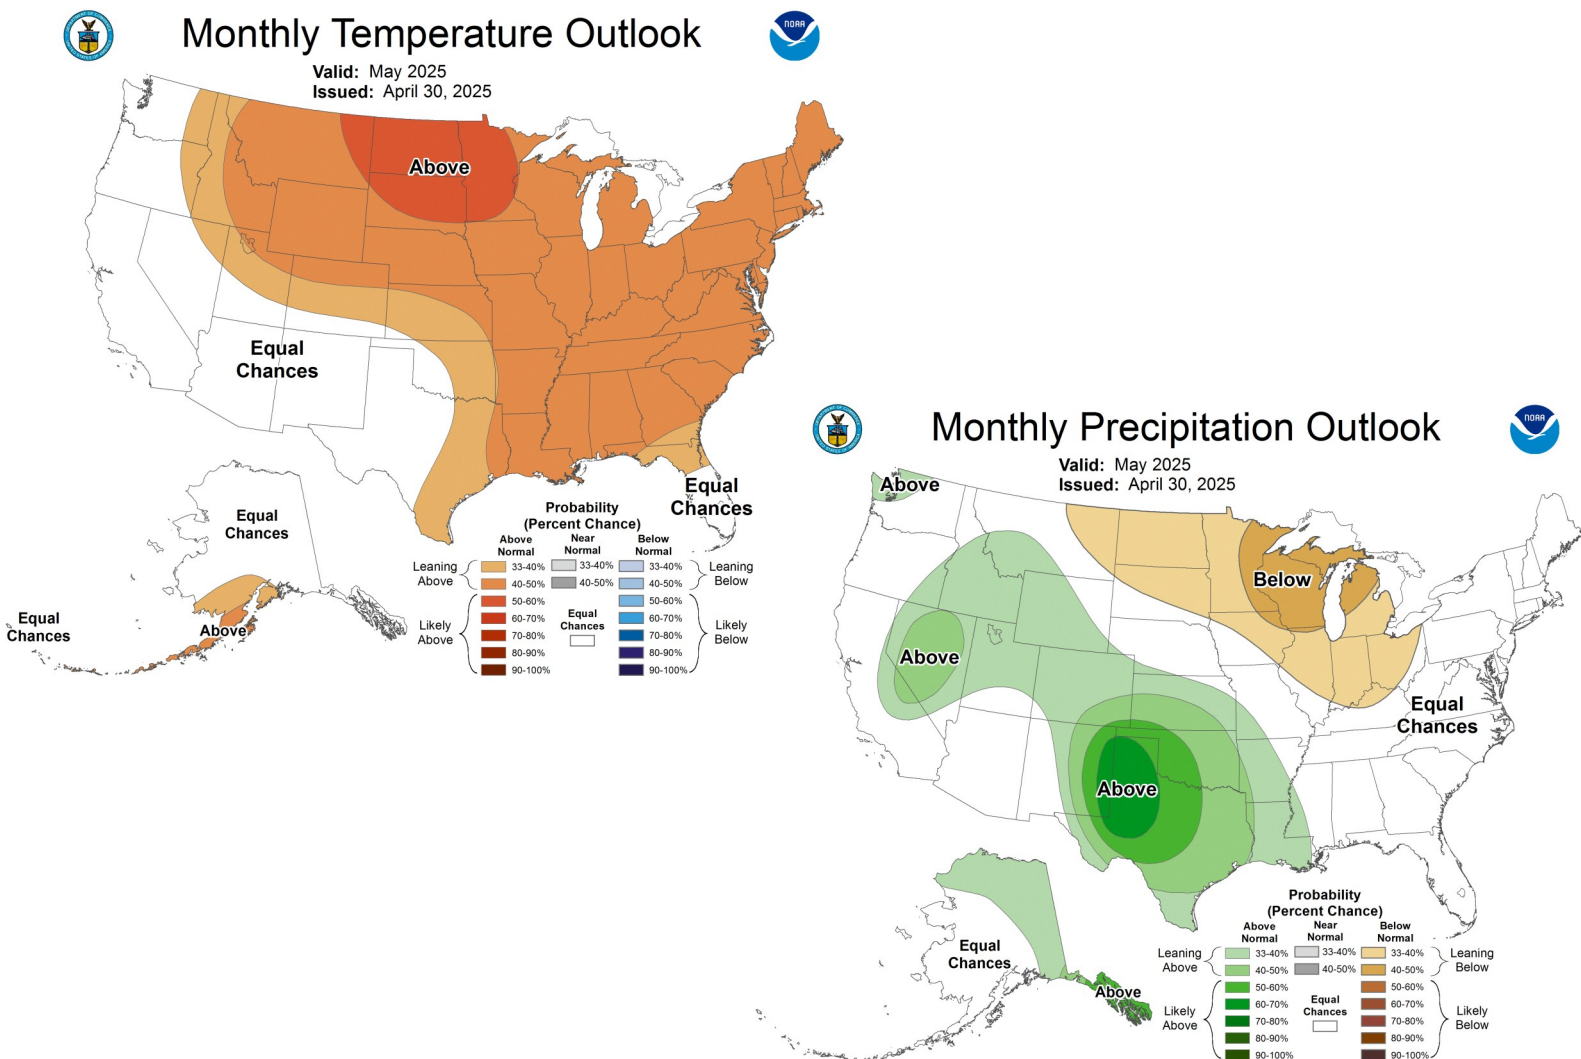 Monthly Temperature Outlook
NOAA
Valid: May 2025
Issued: April 30, 2025
Above
Equal
Chances
Equal
Chances
Equal
Chances
Equal
Chances
Above
Probability
(Percent Chance)
Above
Normal
Near
Normal
Below
Normal
Leaning
Above
33-40%
40-50%
33-40%
40-50%
33-40%
40-50%
Leaning
Below
Likely
Above
50-60%
60-70%
70-80%
80-90%
90-100%
Equal
Chances
50-60%
60-70%
70-80%
80-90%
90-100%
Likely
Below
Monthly Precipitation Outlook
NOAA
Valid: May 2025
Issued: April 30, 2025
Above
Below
Above
Equal
Chances
Above
Equal
Chances
Above
Probability
(Percent Chance)
Above
Normal
Near
Normal
Below
Normal
Leaning
Above
33-40%
40-50%
33-40%
40-50%
33-40%
40-50%
Leaning
Below
Likely
Above
50-60%
60-70%
70-80%
80-90%
90-100%
Equal
Chances
50-60%
60-70%
70-80%
80-90%
90-100%
Likely
Below